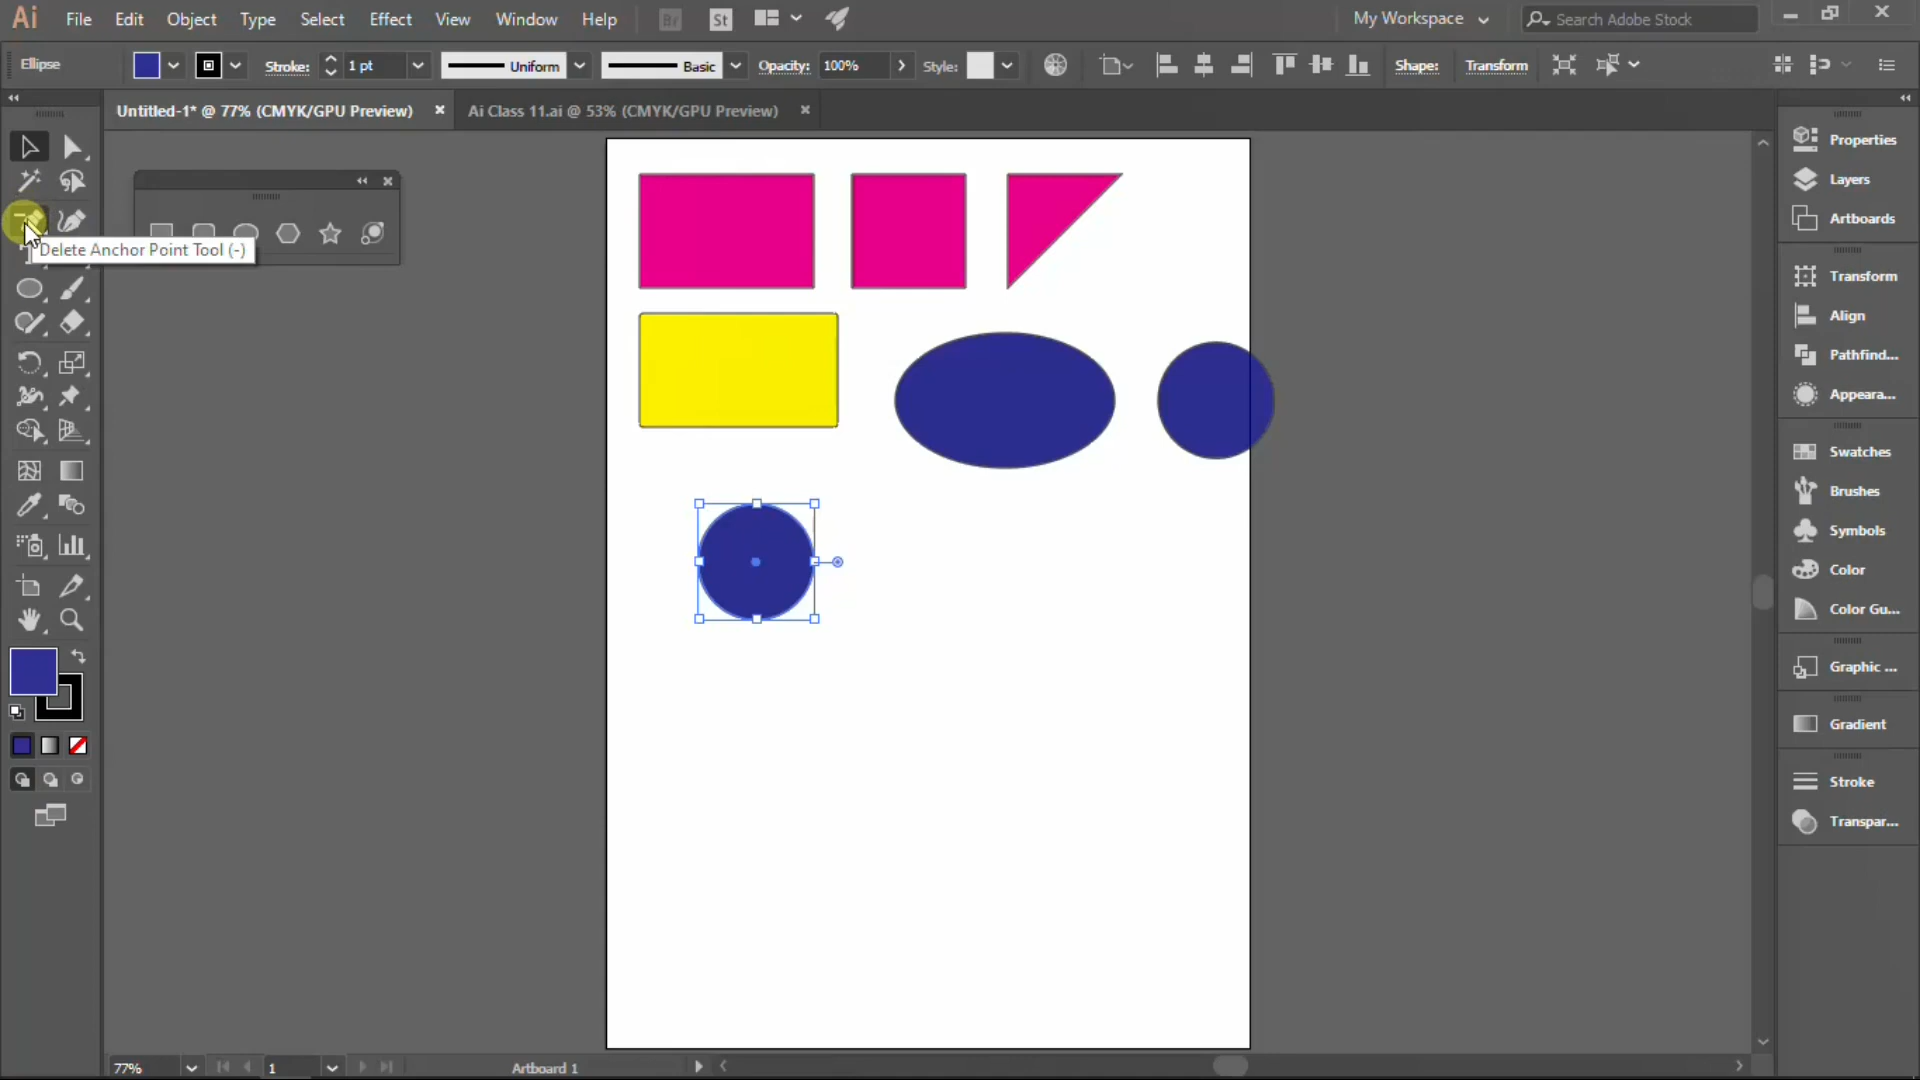 Ai File Edit Object Type Select Effect View Window Help Br St My Workspace Search Adobe Stock
Ellipse Stroke: 1 pt Uniform Basic Opacity: 100% Style: Shape: Transform
Untitled-1* @ 77% (CMYK/GPU Preview) Ai Class 11.ai @ 53% (CMYK/GPU Preview)
Delete Anchor Point Tool (-)
Properties
Layers
Artboards
Transform
Align
Pathfind...
Appeara...
Swatches
Brushes
Symbols
Color
Color Gu...
Graphic ...
Gradient
Stroke
Transpar...
77% 1 Artboard 1